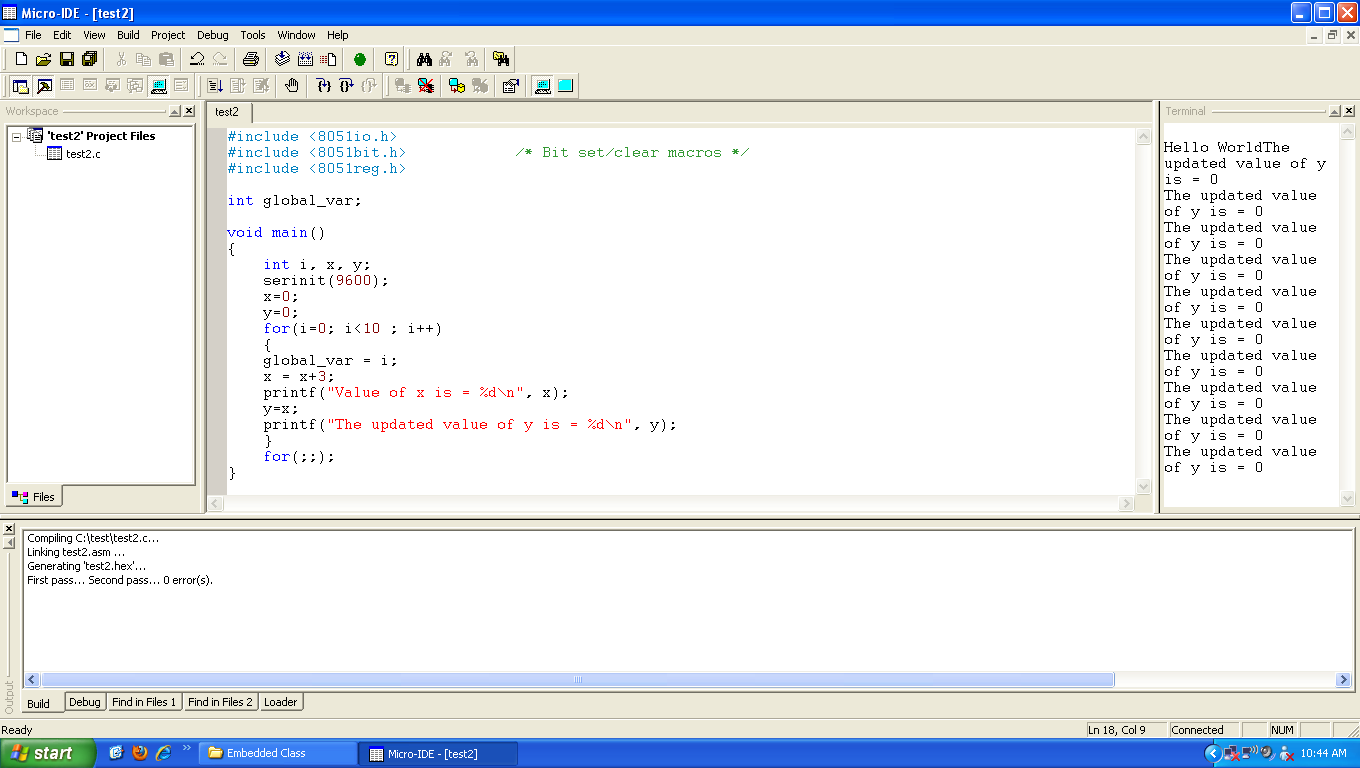 Micro-IDE - [test2]
File Edit View Build Project Debug Tools Window Help
Workspace
'test2' Project Files
test2.c
Files
test2
#include <8051io.h>
#include <8051bit.h> /* Bit set/clear macros */
#include <8051reg.h>
int global_var;
void main()
{
int i, x, y;
serinit(9600);
x=0;
y=0;
for(i=0; i<10 ; i++)
{
global_var = i;
x = x+3;
printf("Value of x is = %d\n", x);
y=x;
printf("The updated value of y is = %d\n", y);
}
for(;;);
}
Terminal
Hello WorldThe
updated value of y
is = 0
The updated value
of y is = 0
The updated value
of y is = 0
The updated value
of y is = 0
The updated value
of y is = 0
The updated value
of y is = 0
The updated value
of y is = 0
The updated value
of y is = 0
The updated value
of y is = 0
The updated value
of y is = 0
Compiling C:\test\test2.c...
Linking test2.asm ...
Generating 'test2.hex'...
First pass... Second pass... 0 error(s).
Output
Build Debug Find in Files 1 Find in Files 2 Loader
Ready Ln 18, Col 9 Connected NUM
start Embedded Class Micro-IDE - [test2] 10:44 AM